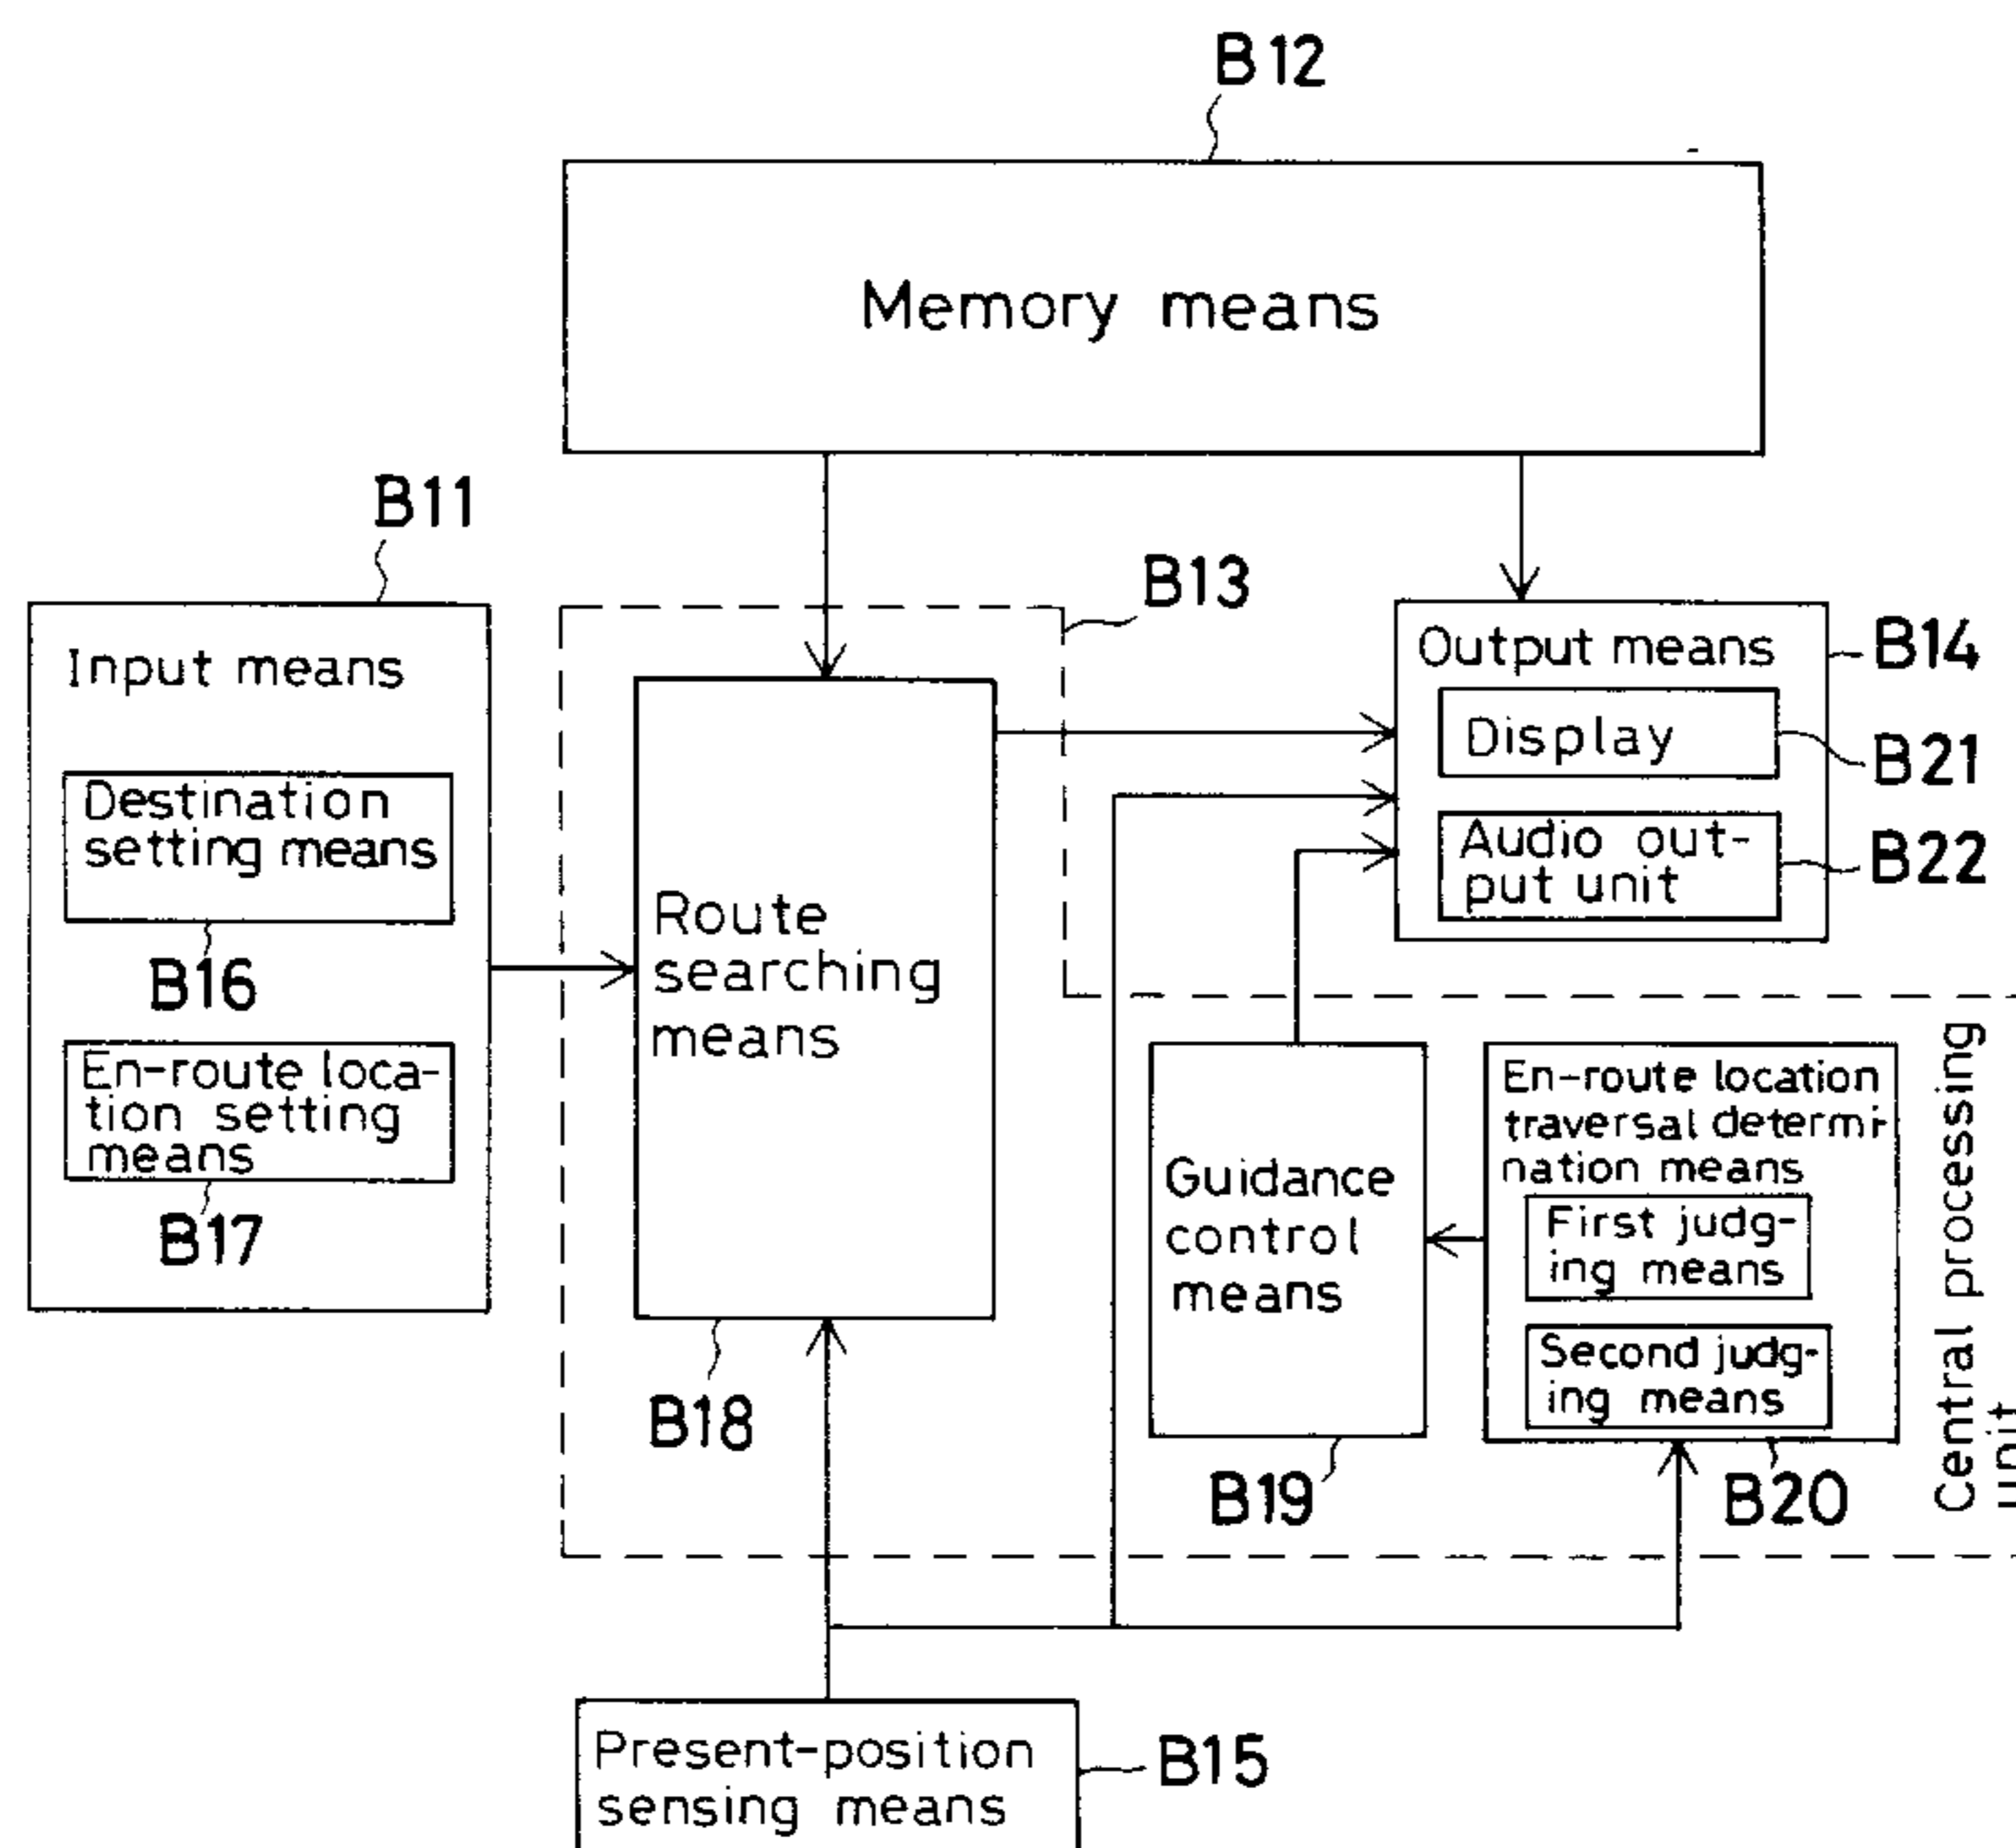 B12
Memory means
B11
B13
Input means
Output means
B14
Display
B21
Destination
setting means
Audio out-
put unit
B22
B16
Route
searching
means
En-route loca-
tion setting
means
B17
En-route location
traversal determi-
nation means
Guidance
control
means
First judg-
ing means
Second judg-
ing means
Central processing
unit
B18
B19
B20
Present-position
sensing means
B15